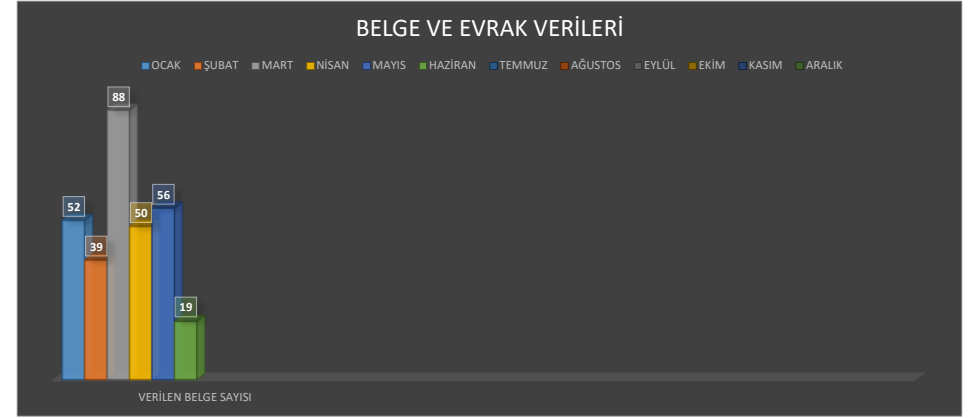 BELGE VE EVRAK VERİLERİ
OCAK ŞUBAT MART NİSAN MAYIS HAZİRAN TEMMUZ AĞUSTOS EYLÜL EKİM KASIM ARALIK
88
56
52
50
39
19
VERİLEN BELGE SAYISI